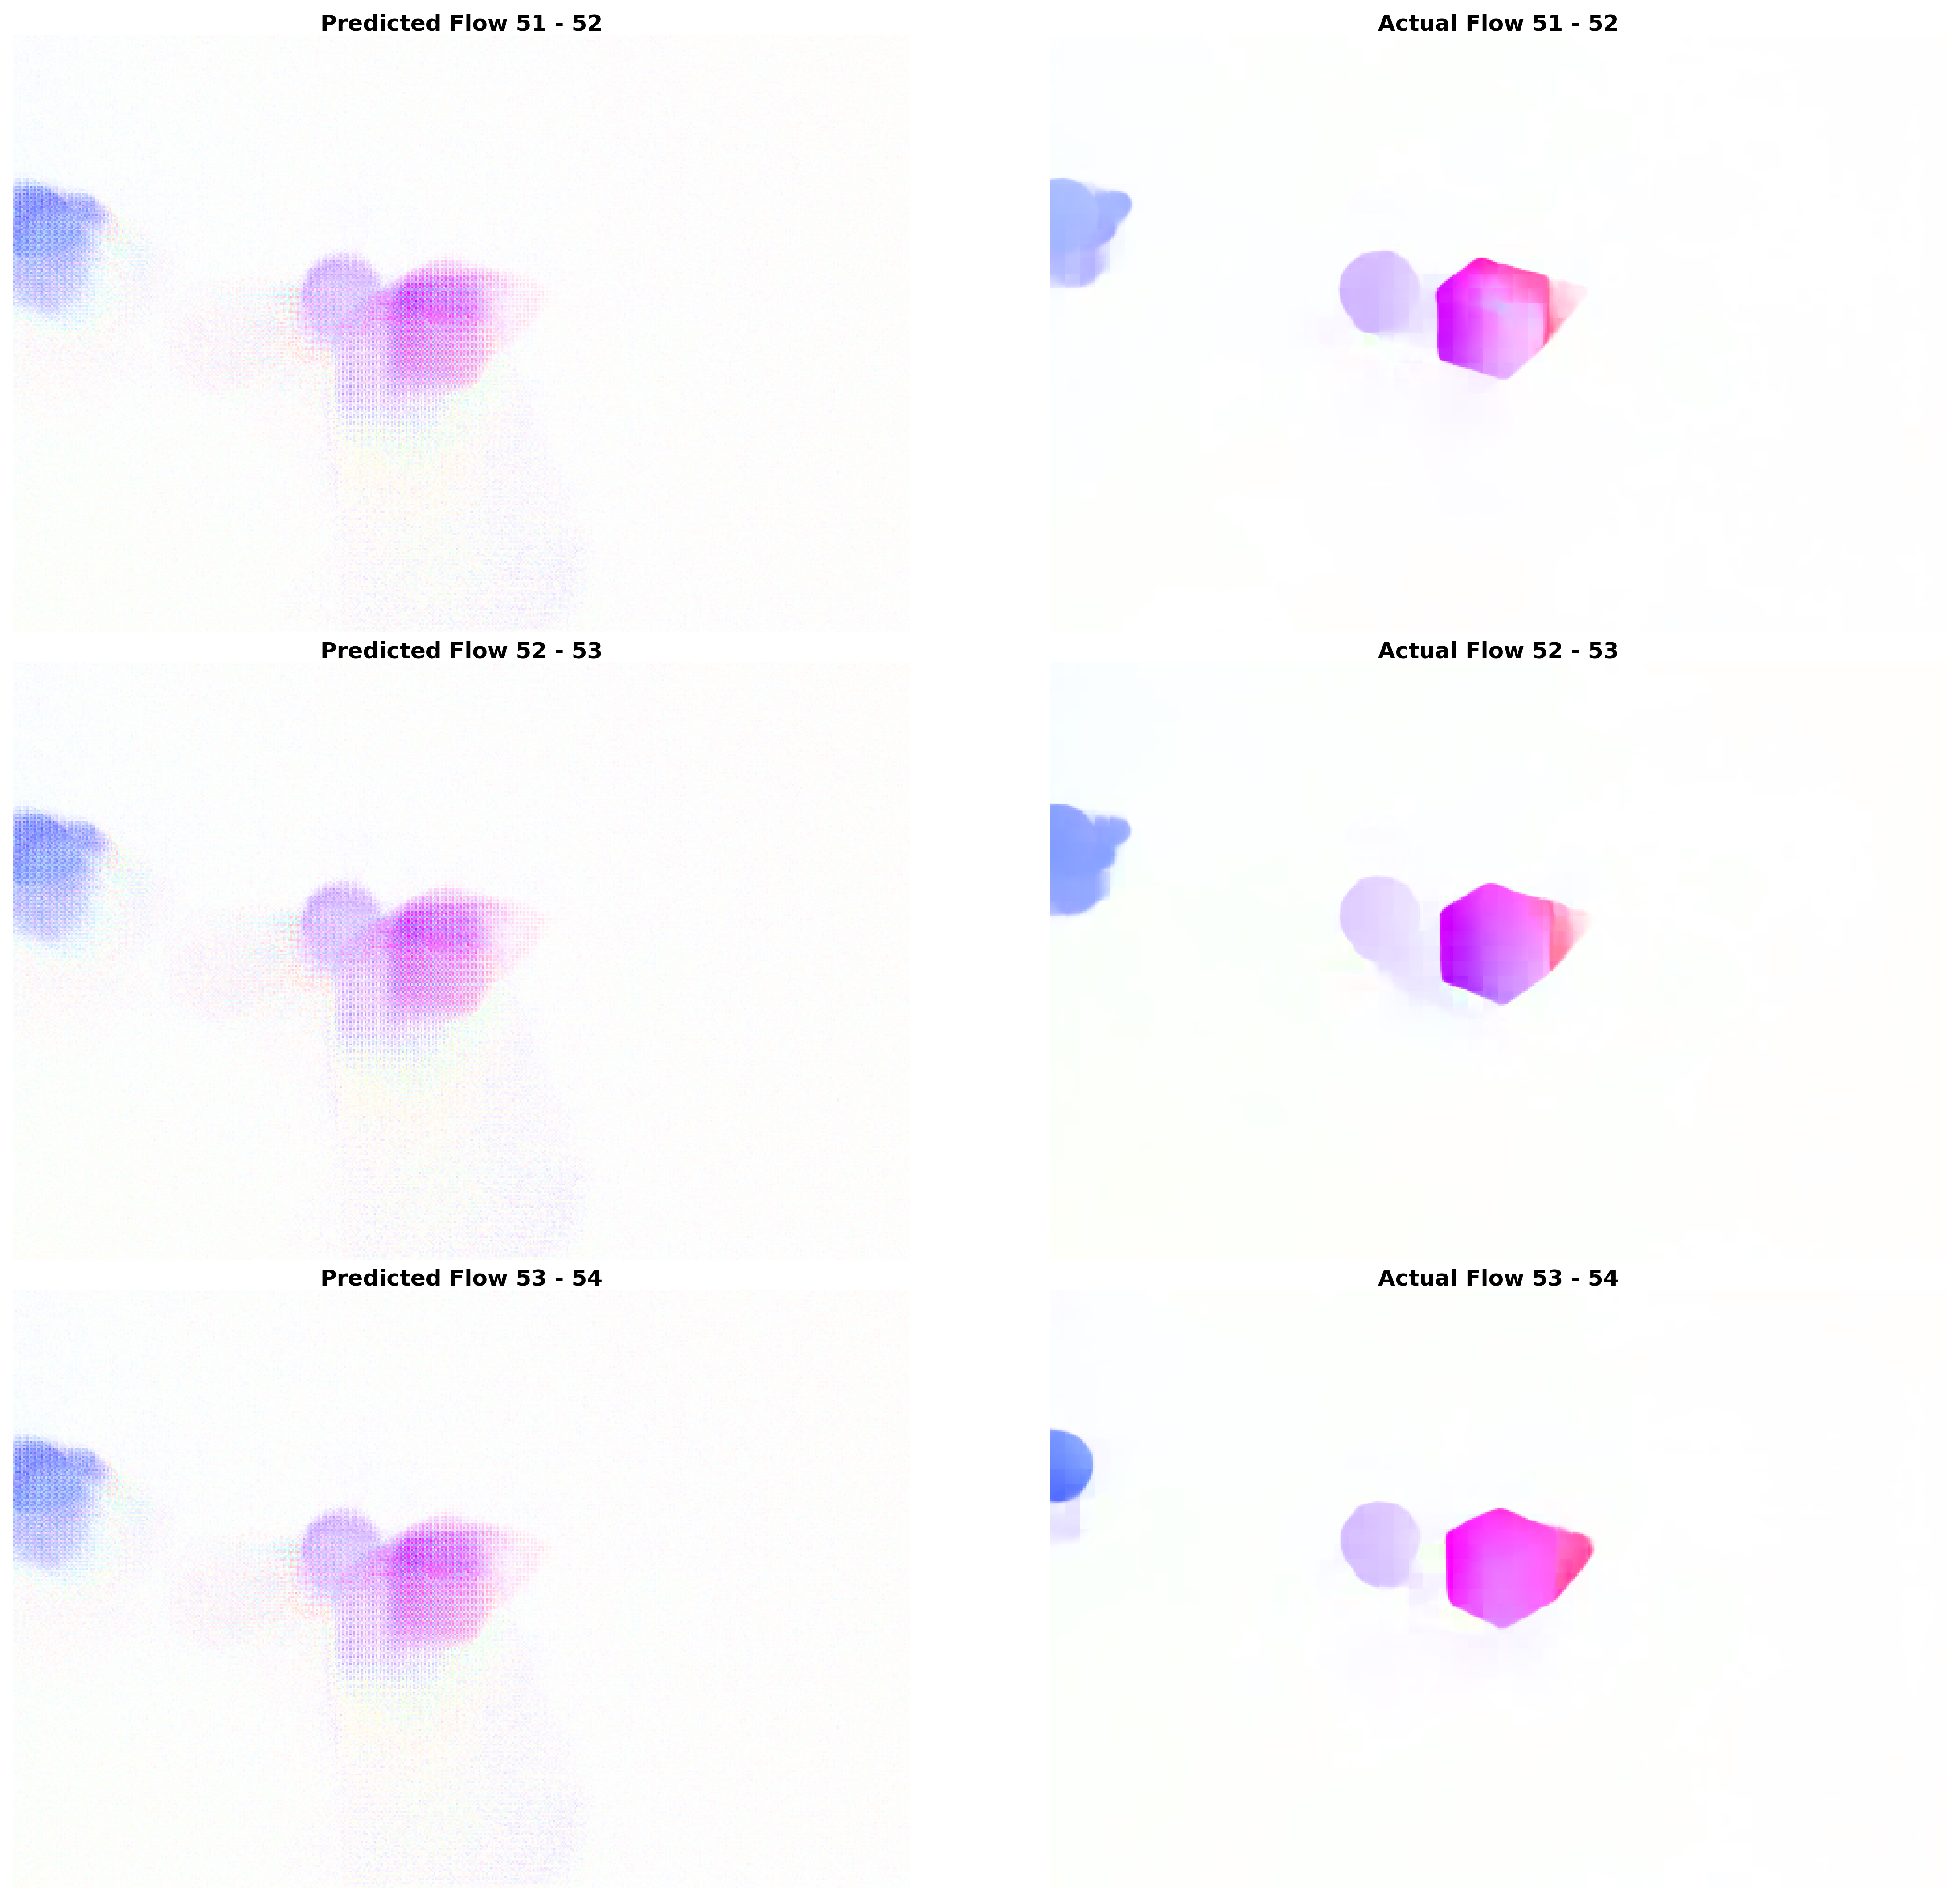 Predicted Flow 51 - 52
Actual Flow 51 - 52
Predicted Flow 52 - 53
Actual Flow 52 - 53
Predicted Flow 53 - 54
Actual Flow 53 - 54